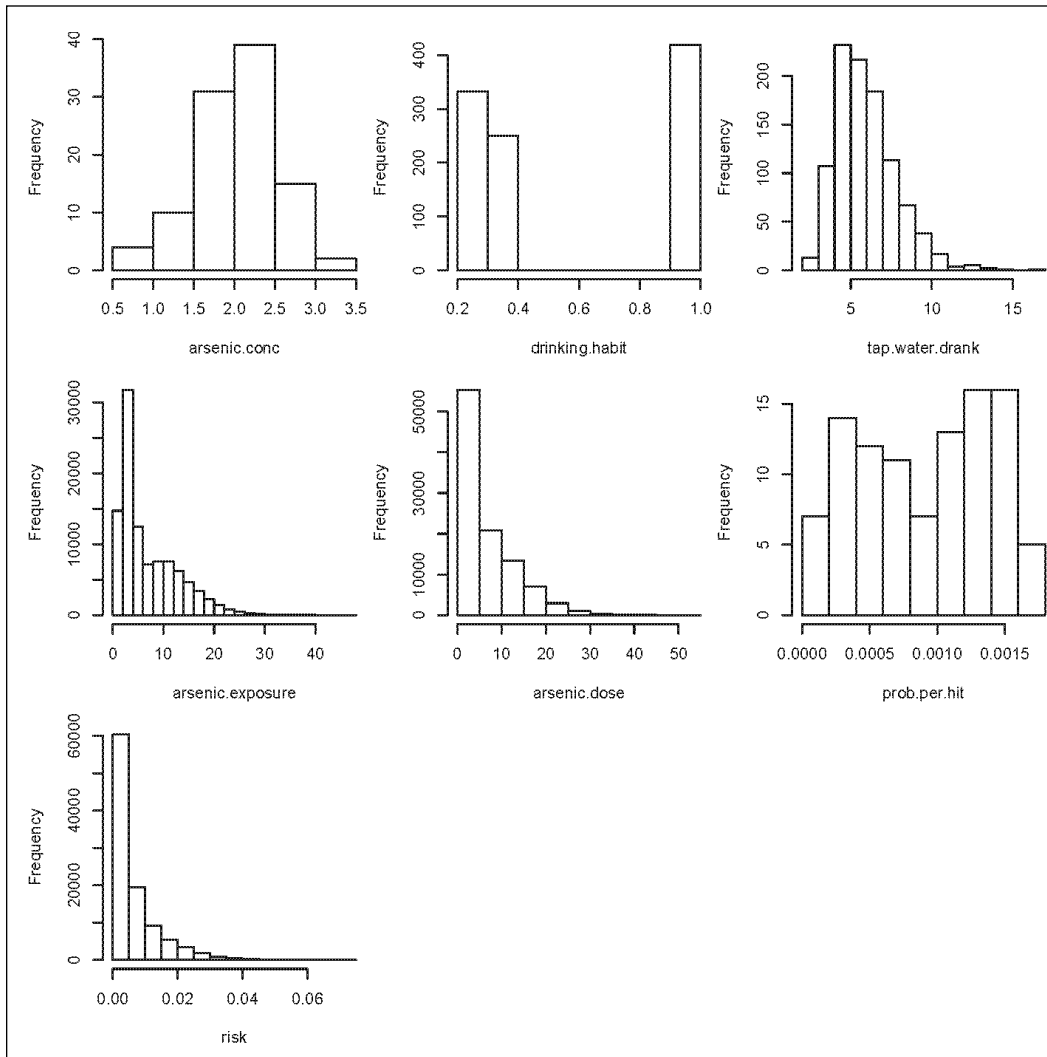 Frequency
0 10 20 30 40
0.5 1.0 1.5 2.0 2.5 3.0 3.5
arsenic.conc
Frequency
0 100 200 300 400
0.2 0.4 0.6 0.8 1.0
drinking.habit
Frequency
0 50 100 150 200
5 10 15
tap.water.drank
Frequency
0 10000 20000 30000
0 10 20 30 40
arsenic.exposure
Frequency
0 10000 30000 50000
0 10 20 30 40 50
arsenic.dose
Frequency
0 5 10 15
0.0000 0.0005 0.0010 0.0015
prob.per.hit
Frequency
0 20000 40000 60000
0.00 0.02 0.04 0.06
risk